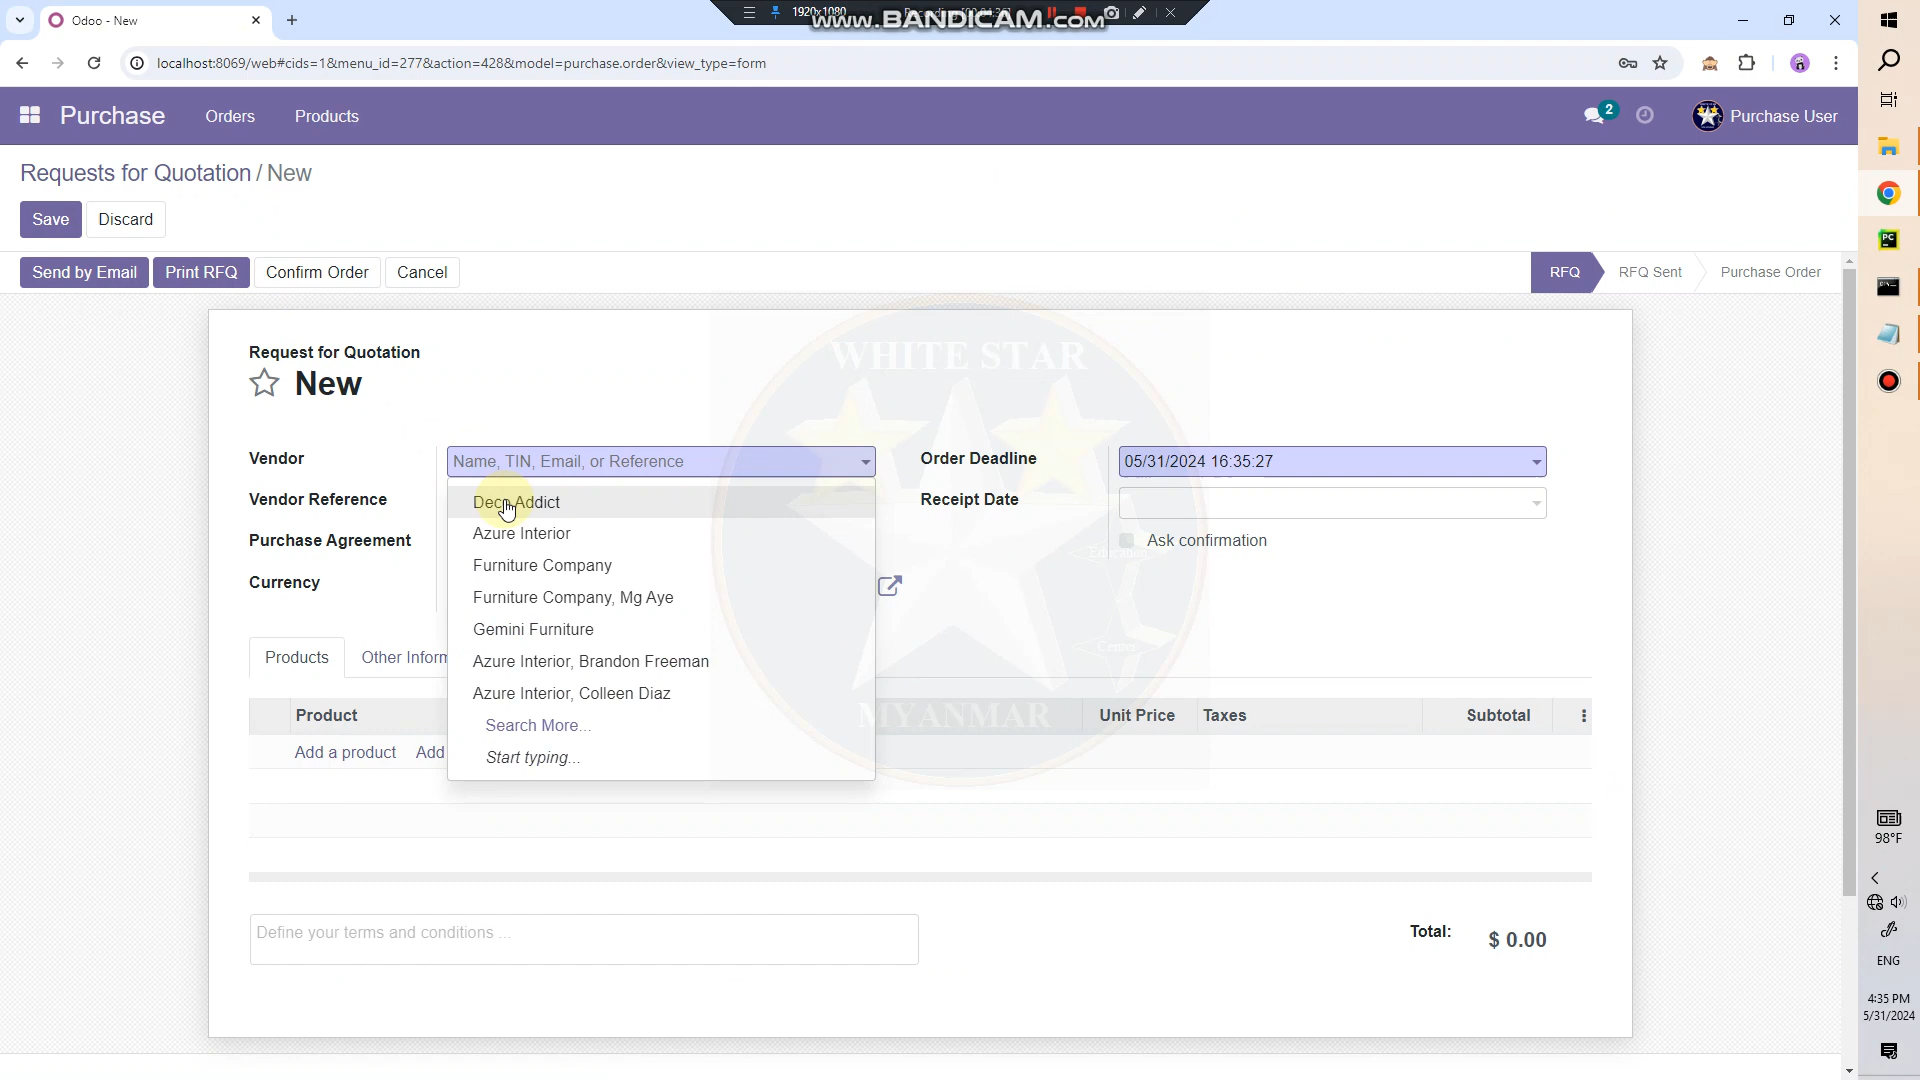 Odoo - New
1920x1080
www.BANDICAM.com
localhost:8069/web#cids=1&menu_id=277&action=428&model=purchase.order&view_type=form
Purchase
Orders
Products
2
Purchase User
Requests for Quotation / New
Save
Discard
Send by Email
Print RFQ
Confirm Order
Cancel
RFQ
RFQ Sent
Purchase Order
Request for Quotation
New
WHITE STAR
Vendor
Name, TIN, Email, or Reference
Order Deadline
05/31/2024 16:35:27
Vendor Reference
Deco Addict
Receipt Date
Azure Interior
Purchase Agreement
Ask confirmation
Education
Furniture Company
Currency
Furniture Company, Mg Aye
Gemini Furniture
Center
Products
Other Inform
Azure Interior, Brandon Freeman
Azure Interior, Colleen Diaz
MYANMAR
Product
Unit Price
Taxes
Subtotal
Search More...
Add a product
Add
Start typing...
Define your terms and conditions ...
Total:
$ 0.00
98°F
ENG
4:35 PM
5/31/2024